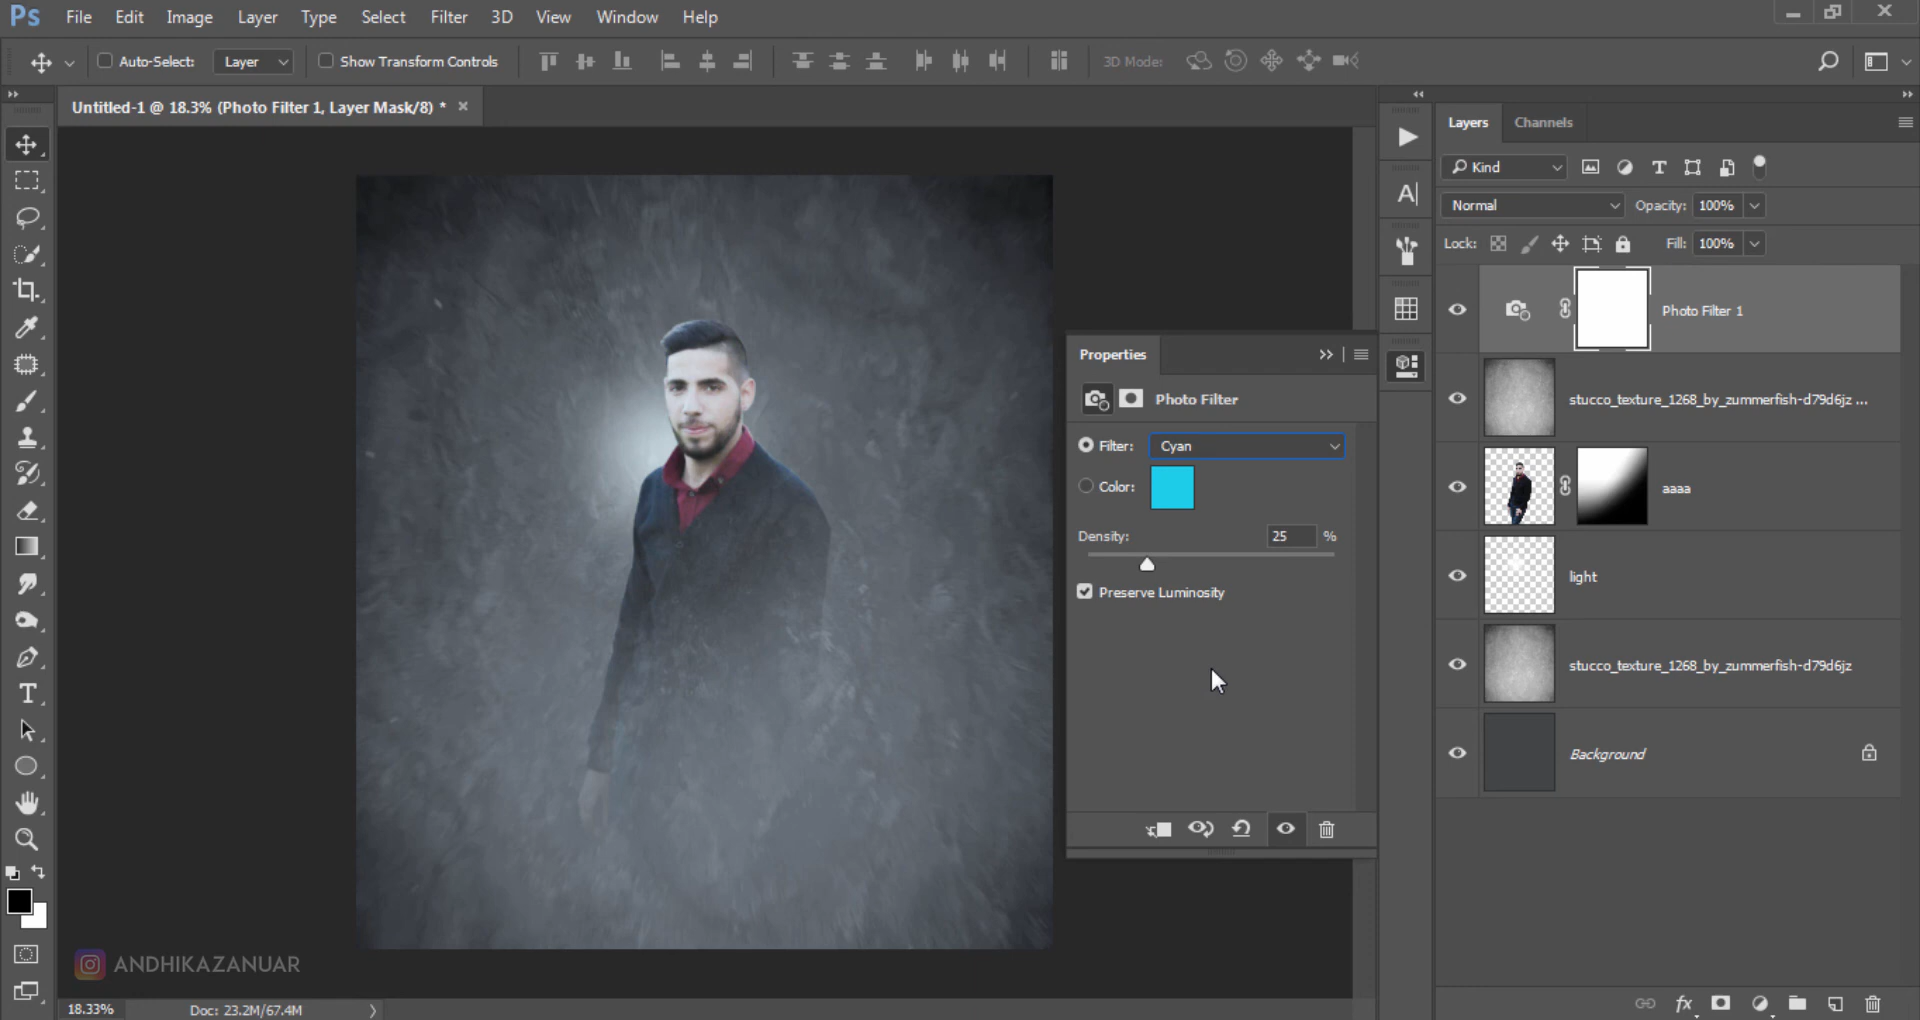 Ps File Edit Image Layer Type Select Filter 3D View Window Help
Auto-Select: Layer Show Transform Controls 3D Mode:
Untitled-1 @ 18.3% (Photo Filter 1, Layer Mask/8) *
Layers Channels
Kind
Normal Opacity: 100%
Lock: Fill: 100%
Photo Filter 1
stucco_texture_1268_by_zummerfish-d79d6jz ...
aaaa
light
stucco_texture_1268_by_zummerfish-d79d6jz
Background
Properties
Photo Filter
Filter: Cyan
Color:
Density: 25 %
Preserve Luminosity
ANDHIKAZANUAR
18.33% Doc: 23.2M/67.4M
fx